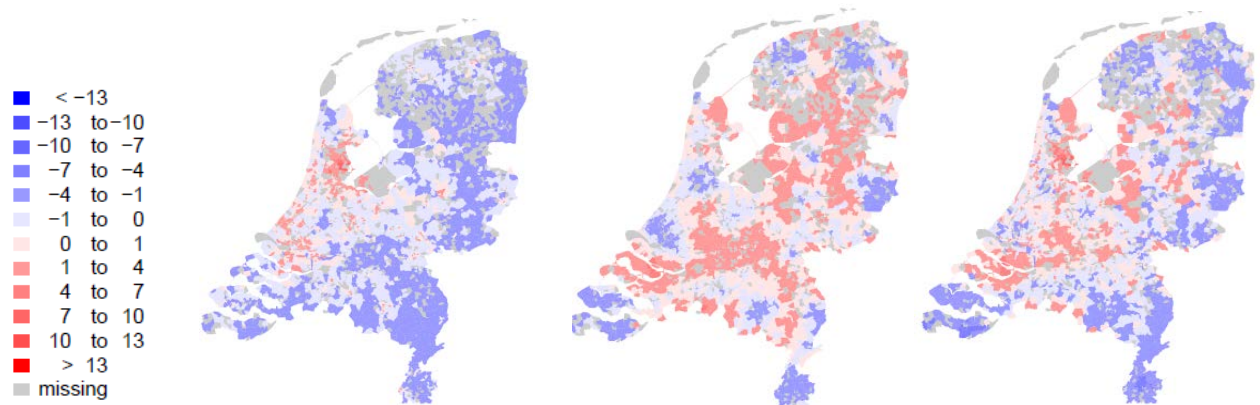 < −13
−13 to −10
−10 to −7
−7 to −4
−4 to −1
−1 to 0
0 to 1
1 to 4
4 to 7
7 to 10
10 to 13
> 13
missing